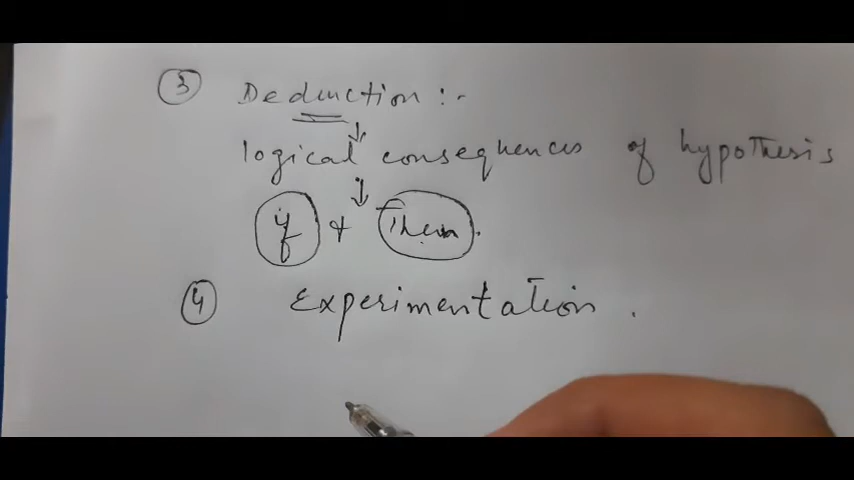 ③ Deduction :-
↓
logical consequences of hypothesis
↓
if + Then.
④ Experimentation .